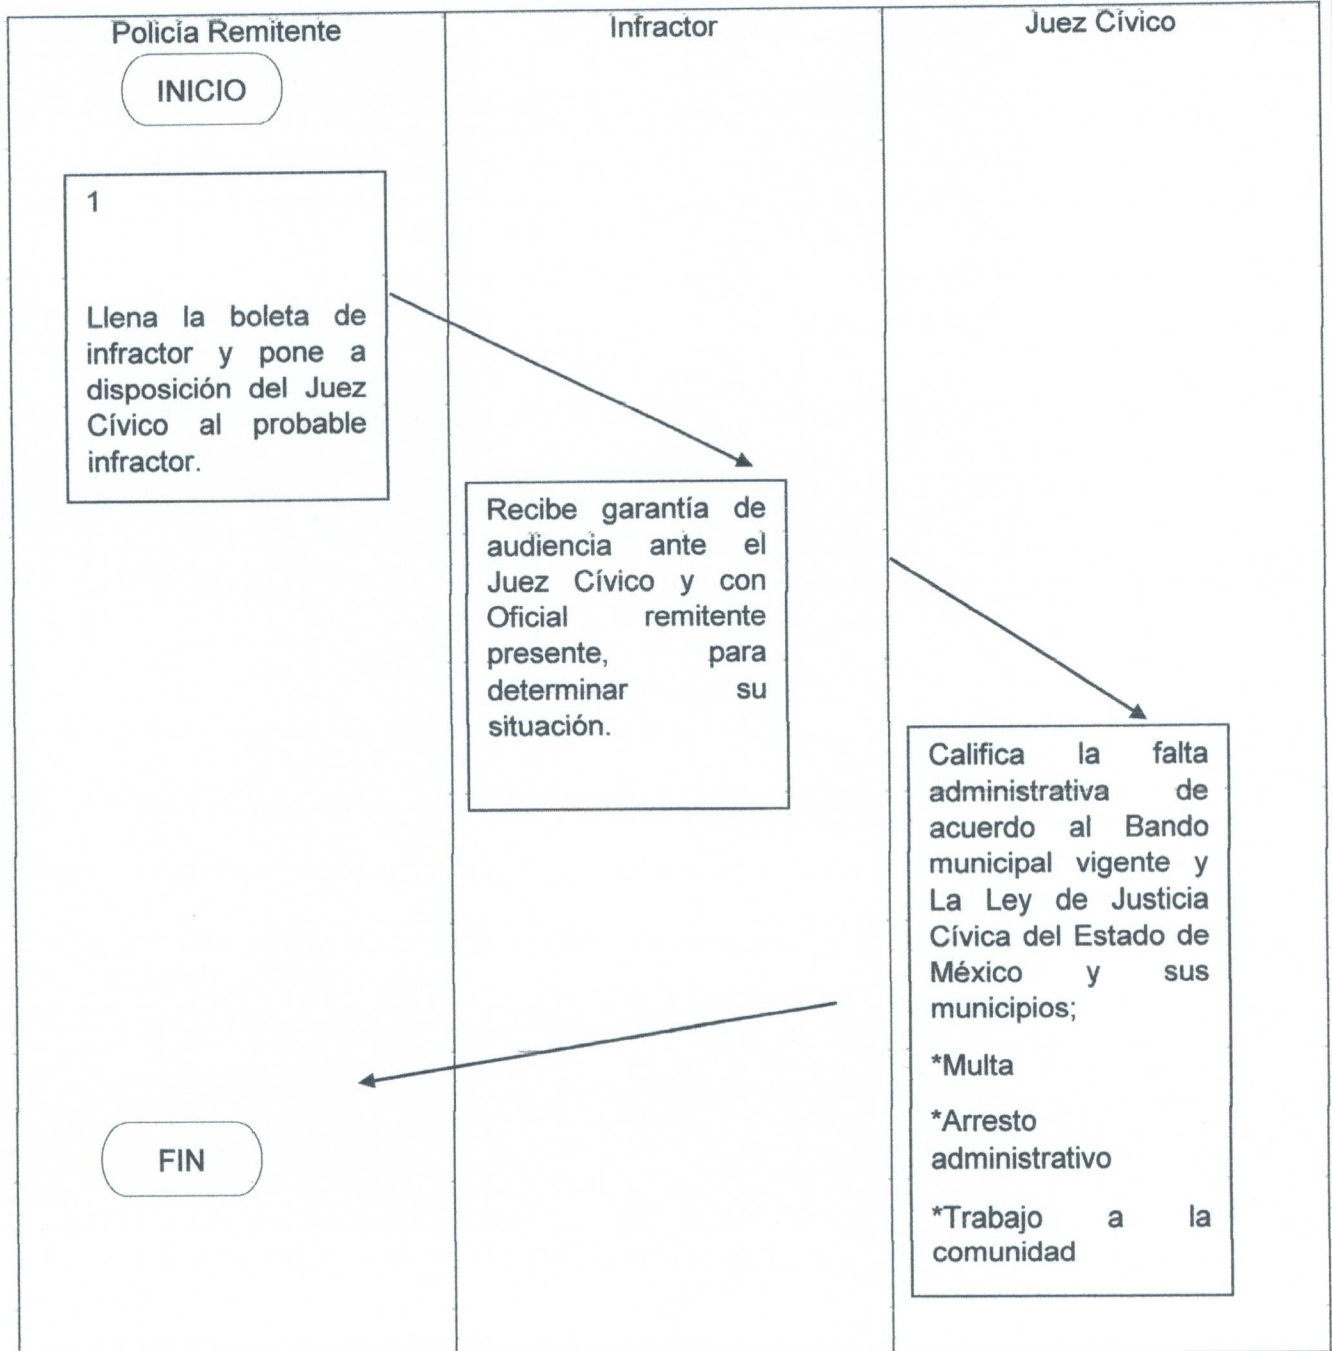 Policía Remitente
Infractor
Juez Cívico
INICIO
1
Llena la boleta de
infractor y pone a
disposición del Juez
Cívico al probable
infractor.
Recibe garantía de
audiencia ante el
Juez Cívico y con
Oficial remitente
presente, para
determinar su
situación.
Califica la falta
administrativa de
acuerdo al Bando
municipal vigente y
La Ley de Justicia
Cívica del Estado de
México y sus
municipios;
*Multa
*Arresto
administrativo
*Trabajo a la
comunidad
FIN